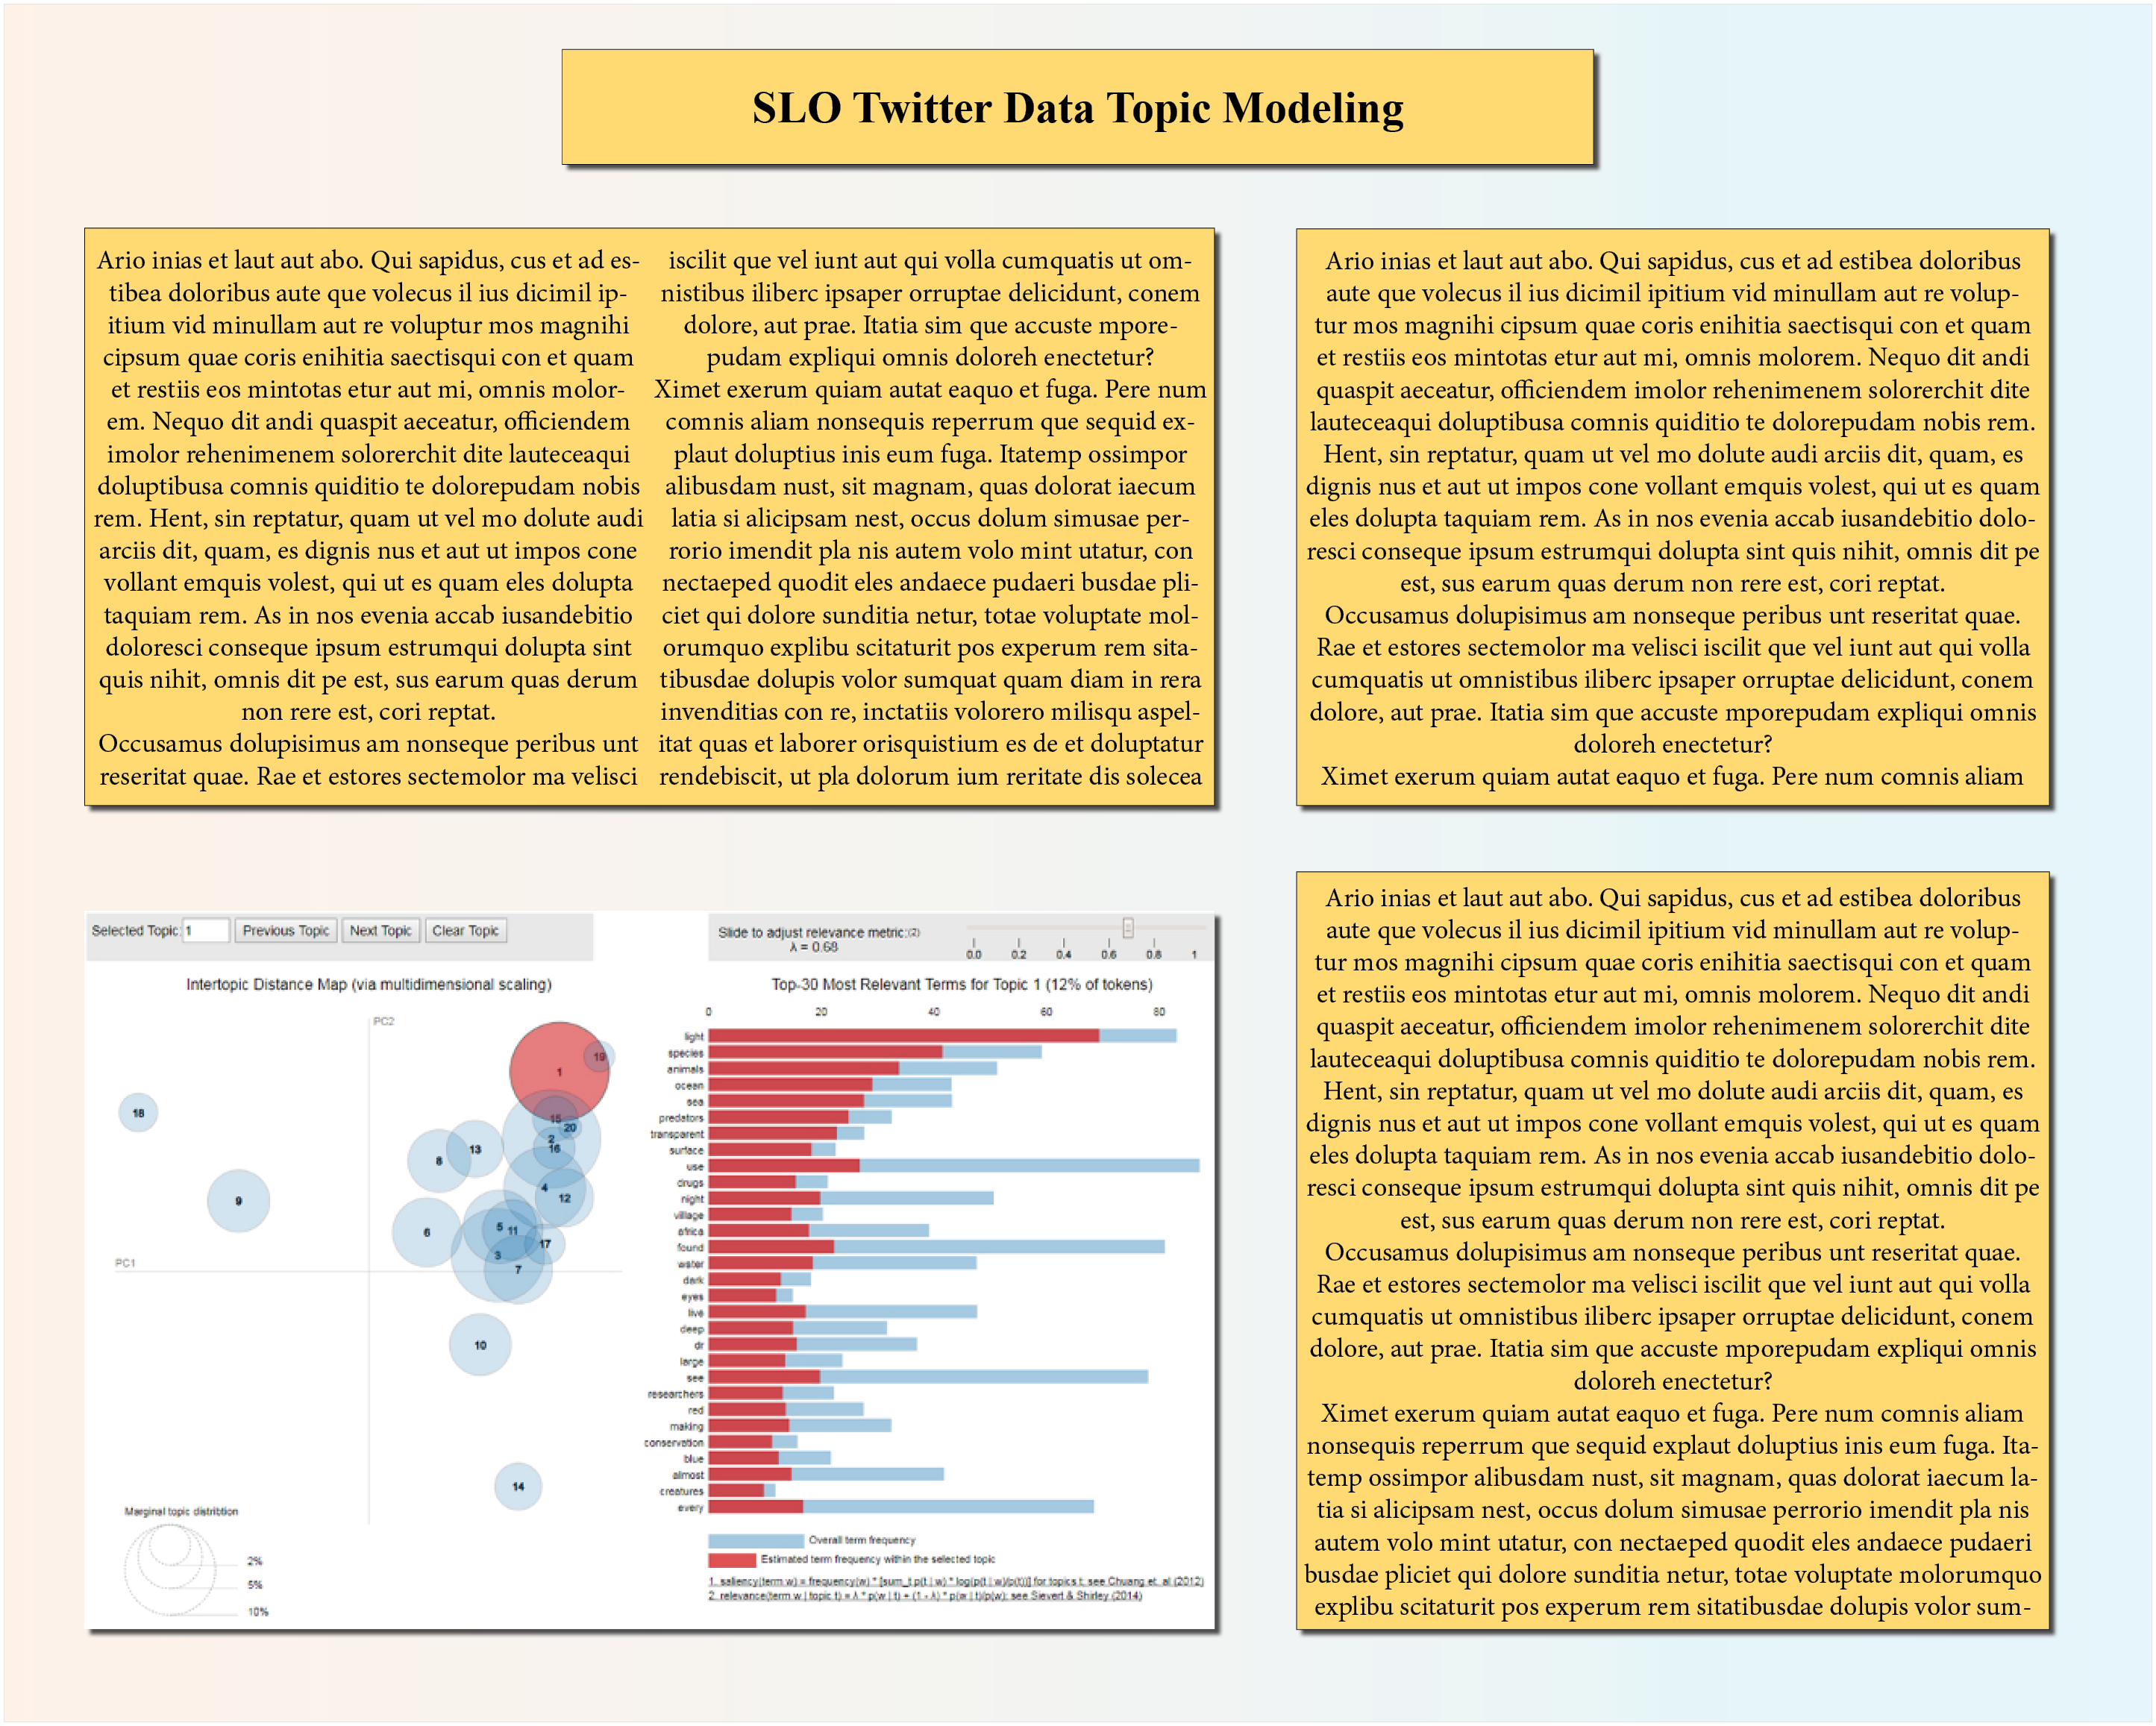 SLO Twitter Data Topic Modeling
Ario inias et laut aut abo. Qui sapidus, cus et ad es-
tibea doloribus aute que volecus il ius dicimil ip-
itium vid minullam aut re voluptur mos magnihi
cipsum quae coris enihitia saectisqui con et quam
et restiis eos mintotas etur aut mi, omnis molor-
em. Nequo dit andi quaspit aeceatur, officiendem
imolor rehenimenem solorerchit dite lauteceaqui
doluptibusa comnis quiditio te dolorepudam nobis
rem. Hent, sin reptatur, quam ut vel mo dolute audi
arciis dit, quam, es dignis nus et aut ut impos cone
vollant emquis volest, qui ut es quam eles dolupta
taquiam rem. As in nos evenia accab iusandebitio
doloresci conseque ipsum estrumqui dolupta sint
quis nihit, omnis dit pe est, sus earum quas derum
non rere est, cori reptat.
Occusamus dolupisimus am nonseque peribus unt
reseritat quae. Rae et estores sectemolor ma velisci
iscilit que vel iunt aut qui volla cumquatis ut om-
nistibus iliberc ipsaper orruptae delicidunt, conem
dolore, aut prae. Itatia sim que accuste mpore-
pudam expliqui omnis doloreh enectetur?
Ximet exerum quiam autat eaquo et fuga. Pere num
comnis aliam nonsequis reperrum que sequid ex-
plaut doluptius inis eum fuga. Itatemp ossimpor
alibusdam nust, sit magnam, quas dolorat iaecum
latia si alicipsam nest, occus dolum simusae per-
rorio imendit pla nis autem volo mint utatur, con
nectaeped quodit eles andaece pudaeri busdae pli-
ciet qui dolore sunditia netur, totae voluptate mol-
orumquo explibu scitaturit pos experum rem sita-
tibusdae dolupis volor sumquat quam diam in rera
invenditias con re, inctatiis volorero milisqu aspel-
itat quas et laborer orisquistium es de et doluptatur
rendebiscit, ut pla dolorum ium reritate dis solecea
Ario inias et laut aut abo. Qui sapidus, cus et ad estibea doloribus
aute que volecus il ius dicimil ipitium vid minullam aut re volup-
tur mos magnihi cipsum quae coris enihitia saectisqui con et quam
et restiis eos mintotas etur aut mi, omnis molorem. Nequo dit andi
quaspit aeceatur, officiendem imolor rehenimenem solorerchit dite
lauteceaqui doluptibusa comnis quiditio te dolorepudam nobis rem.
Hent, sin reptatur, quam ut vel mo dolute audi arciis dit, quam, es
dignis nus et aut ut impos cone vollant emquis volest, qui ut es quam
eles dolupta taquiam rem. As in nos evenia accab iusandebitio dolo-
resci conseque ipsum estrumqui dolupta sint quis nihit, omnis dit pe
est, sus earum quas derum non rere est, cori reptat.
Occusamus dolupisimus am nonseque peribus unt reseritat quae.
Rae et estores sectemolor ma velisci iscilit que vel iunt aut qui volla
cumquatis ut omnistibus iliberc ipsaper orruptae delicidunt, conem
dolore, aut prae. Itatia sim que accuste mporepudam expliqui omnis
doloreh enectetur?
Ximet exerum quiam autat eaquo et fuga. Pere num comnis aliam
Selected Topic: 1 Previous Topic Next Topic Clear Topic
Slide to adjust relevance metric:(2)
λ = 0.68
0.0 0.2 0.4 0.6 0.8 1
Intertopic Distance Map (via multidimensional scaling)
PC2
PC1
1
19
18
15
20
2
16
13
8
4
12
9
5
11
6
17
3
7
10
14
Marginal topic distribtion
2%
5%
10%
Top-30 Most Relevant Terms for Topic 1 (12% of tokens)
0 20 40 60 80
light
species
animals
ocean
sea
predators
transparent
surface
use
drugs
night
village
africa
found
water
dark
eyes
live
deep
dr
large
see
researchers
red
making
conservation
blue
almost
creatures
every
Overall term frequency
Estimated term frequency within the selected topic
1. saliency(term w) = frequency(w) * [sum_t p(t | w) * log(p(t | w)/p(t))] for topics t; see Chuang et. al (2012)
2. relevance(term w | topic t) = λ * p(w | t) + (1 - λ) * p(w | t)/p(w); see Sievert & Shirley (2014)
Ario inias et laut aut abo. Qui sapidus, cus et ad estibea doloribus
aute que volecus il ius dicimil ipitium vid minullam aut re volup-
tur mos magnihi cipsum quae coris enihitia saectisqui con et quam
et restiis eos mintotas etur aut mi, omnis molorem. Nequo dit andi
quaspit aeceatur, officiendem imolor rehenimenem solorerchit dite
lauteceaqui doluptibusa comnis quiditio te dolorepudam nobis rem.
Hent, sin reptatur, quam ut vel mo dolute audi arciis dit, quam, es
dignis nus et aut ut impos cone vollant emquis volest, qui ut es quam
eles dolupta taquiam rem. As in nos evenia accab iusandebitio dolo-
resci conseque ipsum estrumqui dolupta sint quis nihit, omnis dit pe
est, sus earum quas derum non rere est, cori reptat.
Occusamus dolupisimus am nonseque peribus unt reseritat quae.
Rae et estores sectemolor ma velisci iscilit que vel iunt aut qui volla
cumquatis ut omnistibus iliberc ipsaper orruptae delicidunt, conem
dolore, aut prae. Itatia sim que accuste mporepudam expliqui omnis
doloreh enectetur?
Ximet exerum quiam autat eaquo et fuga. Pere num comnis aliam
nonsequis reperrum que sequid explaut doluptius inis eum fuga. Ita-
temp ossimpor alibusdam nust, sit magnam, quas dolorat iaecum la-
tia si alicipsam nest, occus dolum simusae perrorio imendit pla nis
autem volo mint utatur, con nectaeped quodit eles andaece pudaeri
busdae pliciet qui dolore sunditia netur, totae voluptate molorumquo
explibu scitaturit pos experum rem sitatibusdae dolupis volor sum-